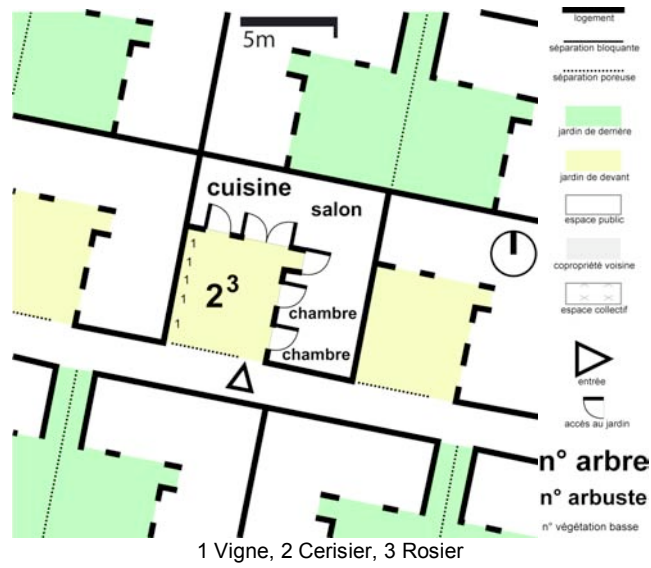 5m
cuisine
salon
1
1
1
1
1
2³
chambre
chambre
logement
séparation bloquante
séparation poreuse
jardin de derrière
jardin de devant
espace public
copropriété voisine
espace collectif
entrée
accès au jardin
n° arbre
n° arbuste
n° végétation basse
1 Vigne, 2 Cerisier, 3 Rosier